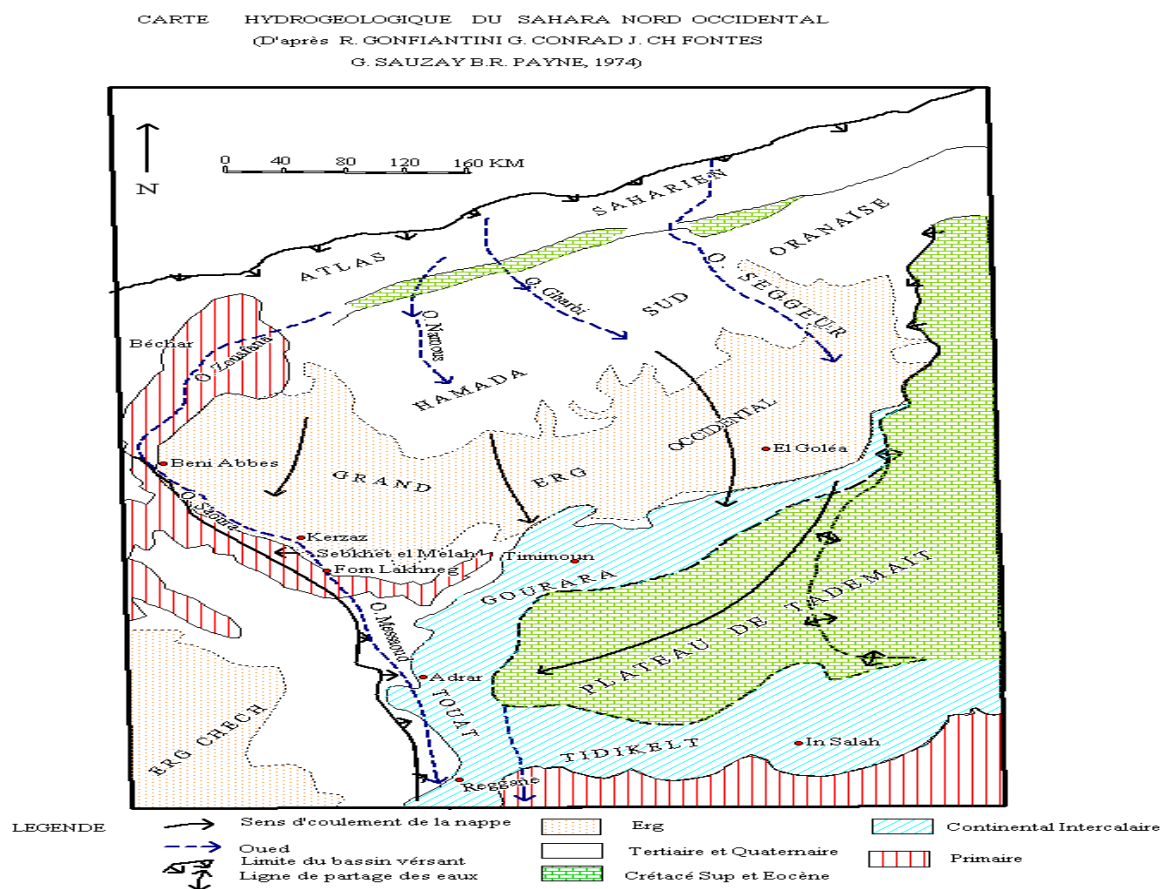 CARTE HYDROGEOLOGIQUE DU SAHARA NORD OCCIDENTAL
(D'après R. GONFIANTINI G. CONRAD J. CH FONTES
G. SAUZAY B.R. PAYNE, 1974)
N
0 40 80 120 160 KM
ATLAS SAHARIEN
ORANAISE
O. SEGGEUR
O. Gharbi
SUD
Béchar
O Zouafana
O. Namous
HAMADA
OCCIDENTAL
El Goléa
Beni Abbes
GRAND ERG
O. Saoura
Kerzaz
Sebkhet el Melah
Timimoun
Fom Lakhneg
GOURARA
O. Messaoud
PLATEAU DE TADEMAIT
Adrar
TOUAT
ERG CHECH
TIDIKELT
In Salah
Reggane
LEGENDE
Sens d'coulement de la nappe
Erg
Continental Intercalaire
Oued
Tertiaire et Quaternaire
Primaire
Limite du bassin vérsant
Ligne de partage des eaux
Crétacé Sup et Eocène